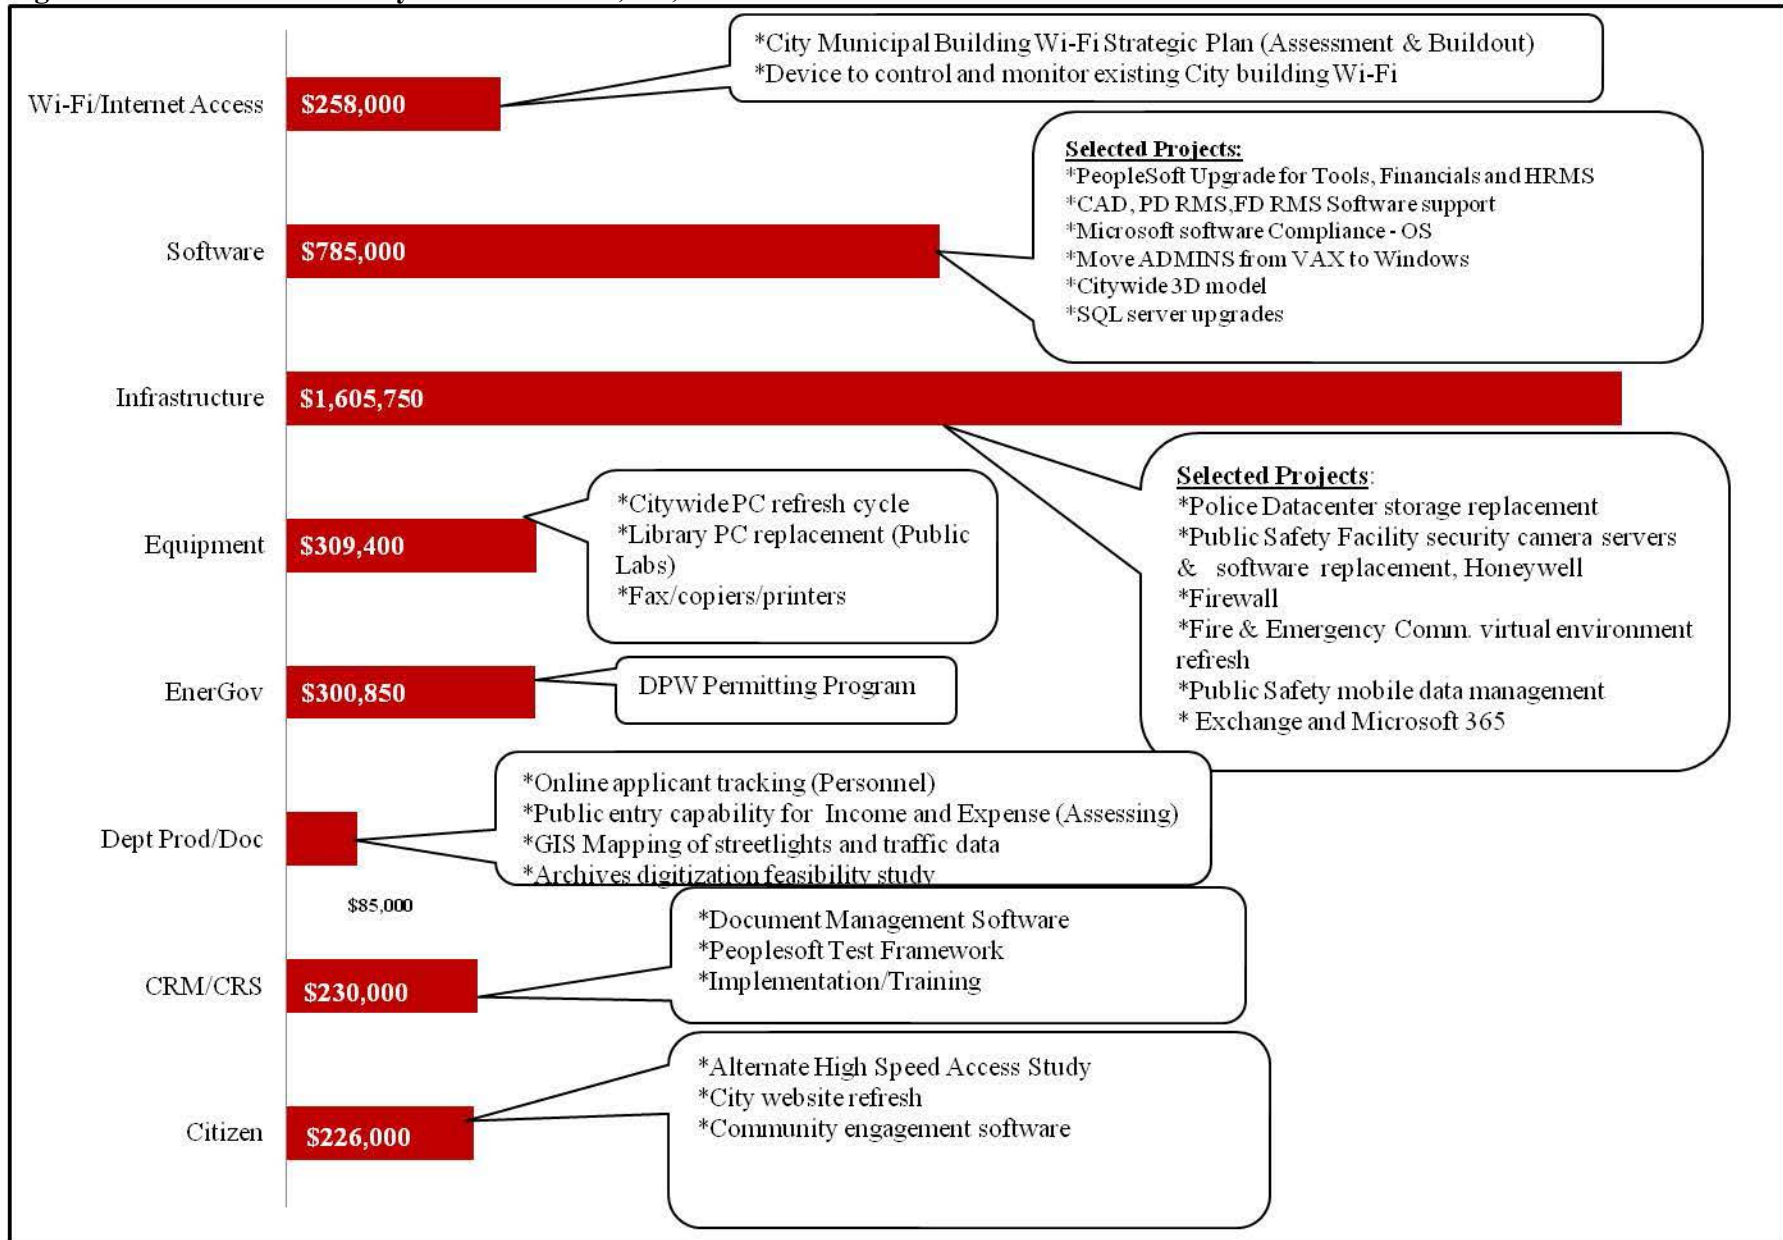 *City Municipal Building Wi-Fi Strategic Plan (Assessment & Buildout)
*Device to control and monitor existing City building Wi-Fi
Wi-Fi/Internet Access
$258,000
Selected Projects:
*PeopleSoft Upgrade for Tools, Financials and HRMS
*CAD, PD RMS,FD RMS Software support
*Microsoft software Compliance - OS
*Move ADMINS from VAX to Windows
*Citywide 3D model
*SQL server upgrades
Software
$785,000
Infrastructure
$1,605,750
Selected Projects:
*Police Datacenter storage replacement
*Public Safety Facility security camera servers
& software replacement, Honeywell
*Firewall
*Fire & Emergency Comm. virtual environment
refresh
*Public Safety mobile data management
* Exchange and Microsoft 365
*Citywide PC refresh cycle
*Library PC replacement (Public
Labs)
*Fax/copiers/printers
Equipment
$309,400
EnerGov
$300,850
DPW Permitting Program
*Online applicant tracking (Personnel)
*Public entry capability for Income and Expense (Assessing)
*GIS Mapping of streetlights and traffic data
*Archives digitization feasibility study
Dept Prod/Doc
$85,000
*Document Management Software
*Peoplesoft Test Framework
*Implementation/Training
CRM/CRS
$230,000
*Alternate High Speed Access Study
*City website refresh
*Community engagement software
Citizen
$226,000